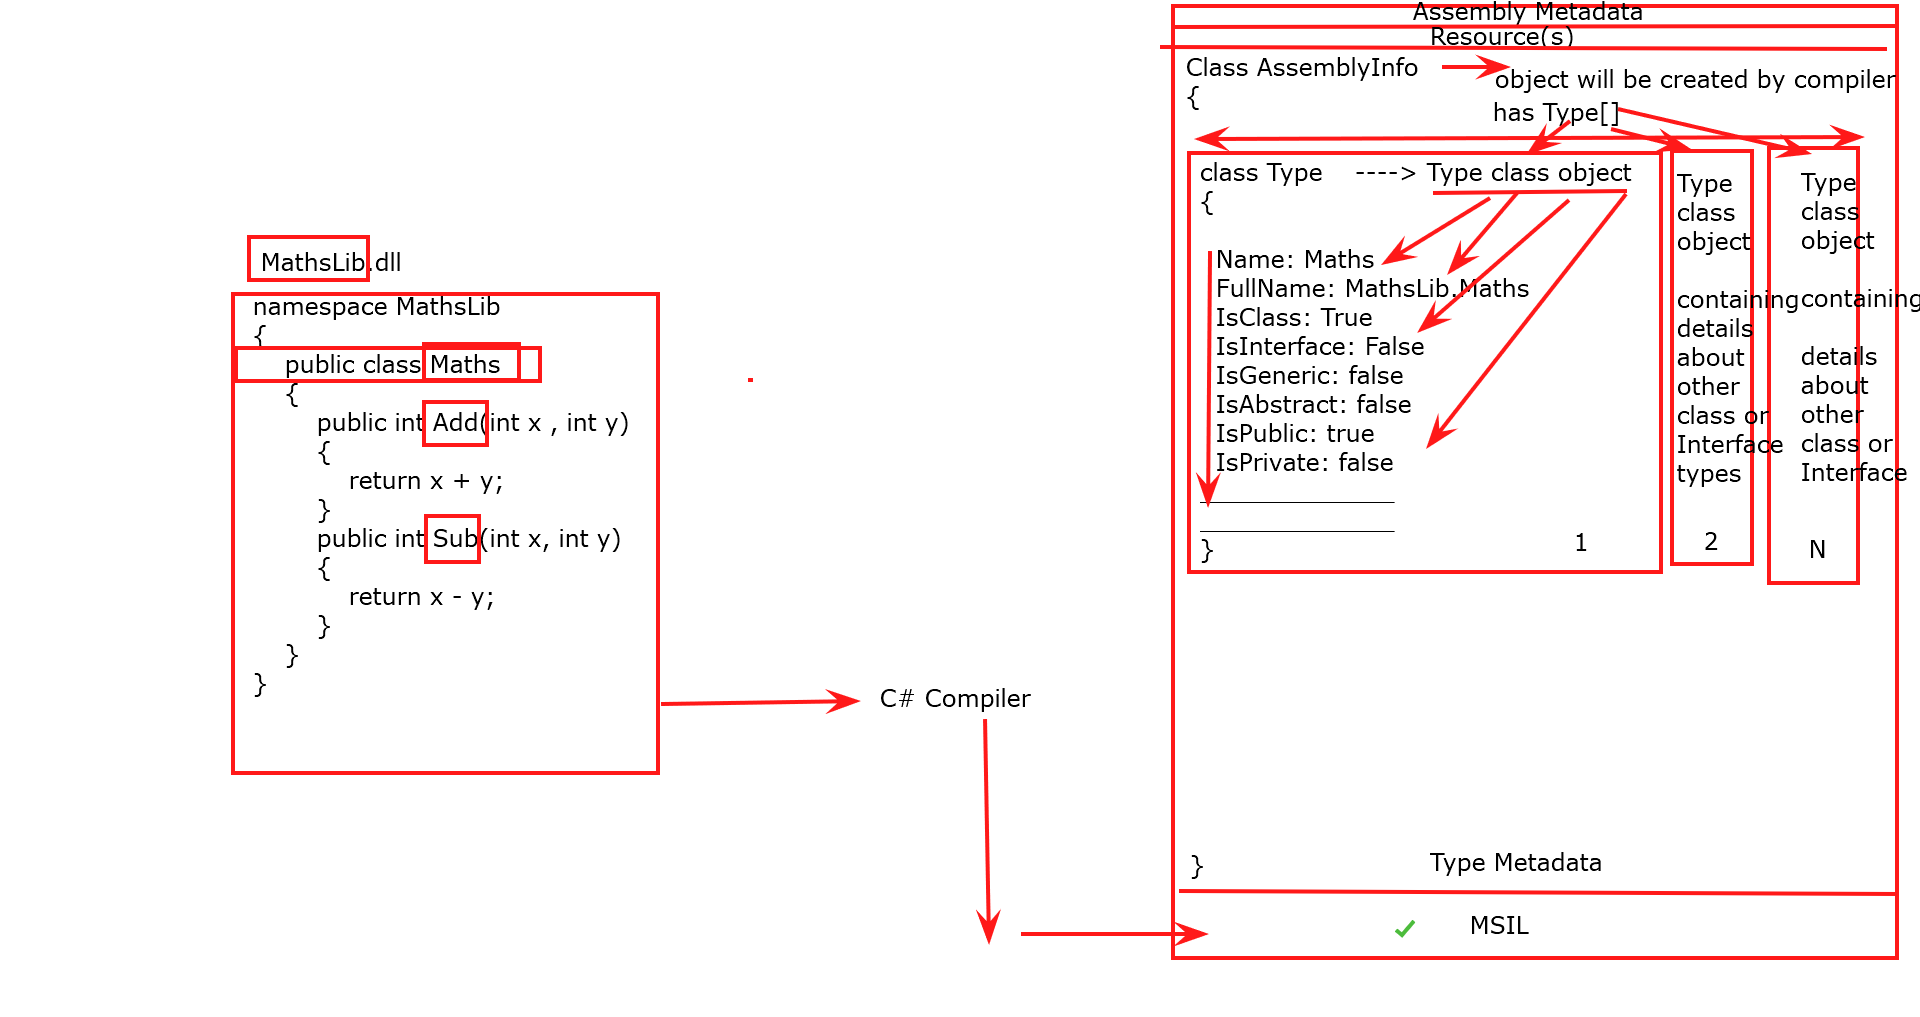 MathsLib.dll
namespace MathsLib
{
public class Maths
{
public int Add(int x , int y)
{
return x + y;
}
public int Sub(int x, int y)
{
return x - y;
}
}
}
C# Compiler
Assembly Metadata
Resource(s)
Class AssemblyInfo
{
object will be created by compiler
has Type[]
class Type ----> Type class object
{
Name: Maths
FullName: MathsLib.Maths
IsClass: True
IsInterface: False
IsGeneric: false
IsAbstract: false
IsPublic: true
IsPrivate: false
________________
________________
}
1
Type
class
object
containing
details
about
other
class or
Interface
types
2
Type
class
object
containing
details
about
other
class or
Interface
N
}
Type Metadata
MSIL